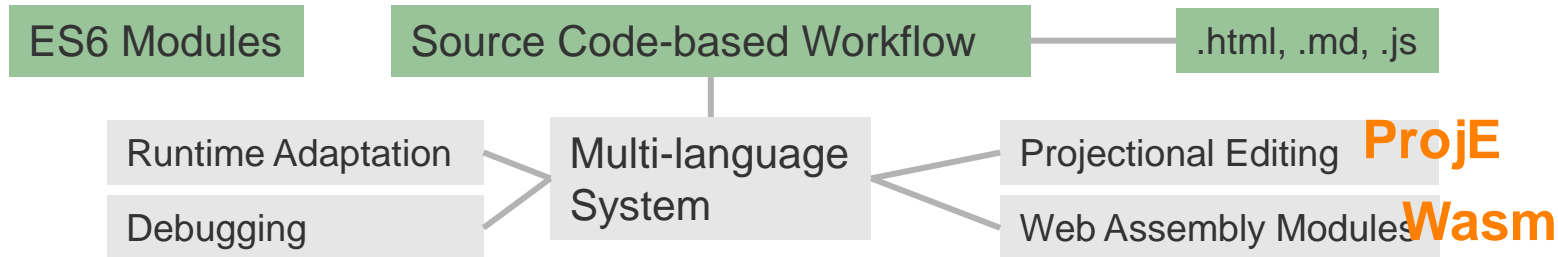 ES6 Modules
Source Code-based Workflow
.html, .md, .js
Runtime Adaptation
Multi-language
System
Projectional Editing
ProjE
Debugging
Web Assembly Modules
Wasm